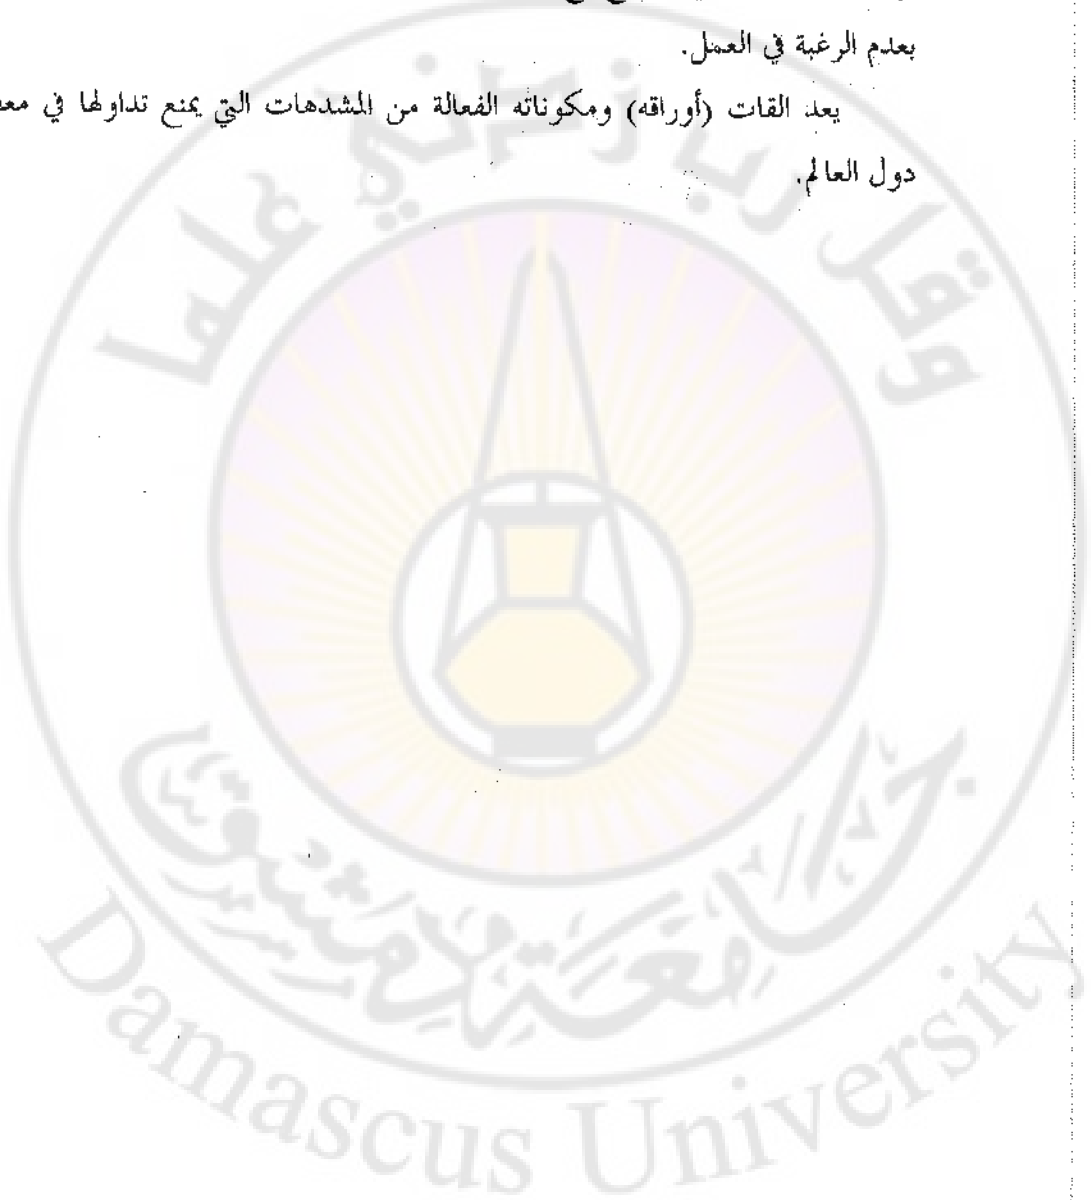 بعدم الرغبة في العمل.
يعد القات (أوراقه) ومكوناته الفعالة من المشدهات التي يمنع تداولها في
دول العالم.
وقل رب زدني علما
جامعة دمشق
Damascus University